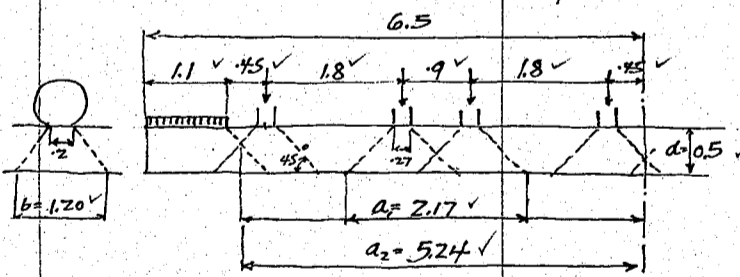 6.5
1.1 ✓ .45 ✓ 1.8 ✓ .9 ✓ 1.8 ✓ .45 ✓
.2 45° .27 d=0.5 ✓
b=1.20 ✓ a₁= 2.17 ✓
a₂= 5.24 ✓